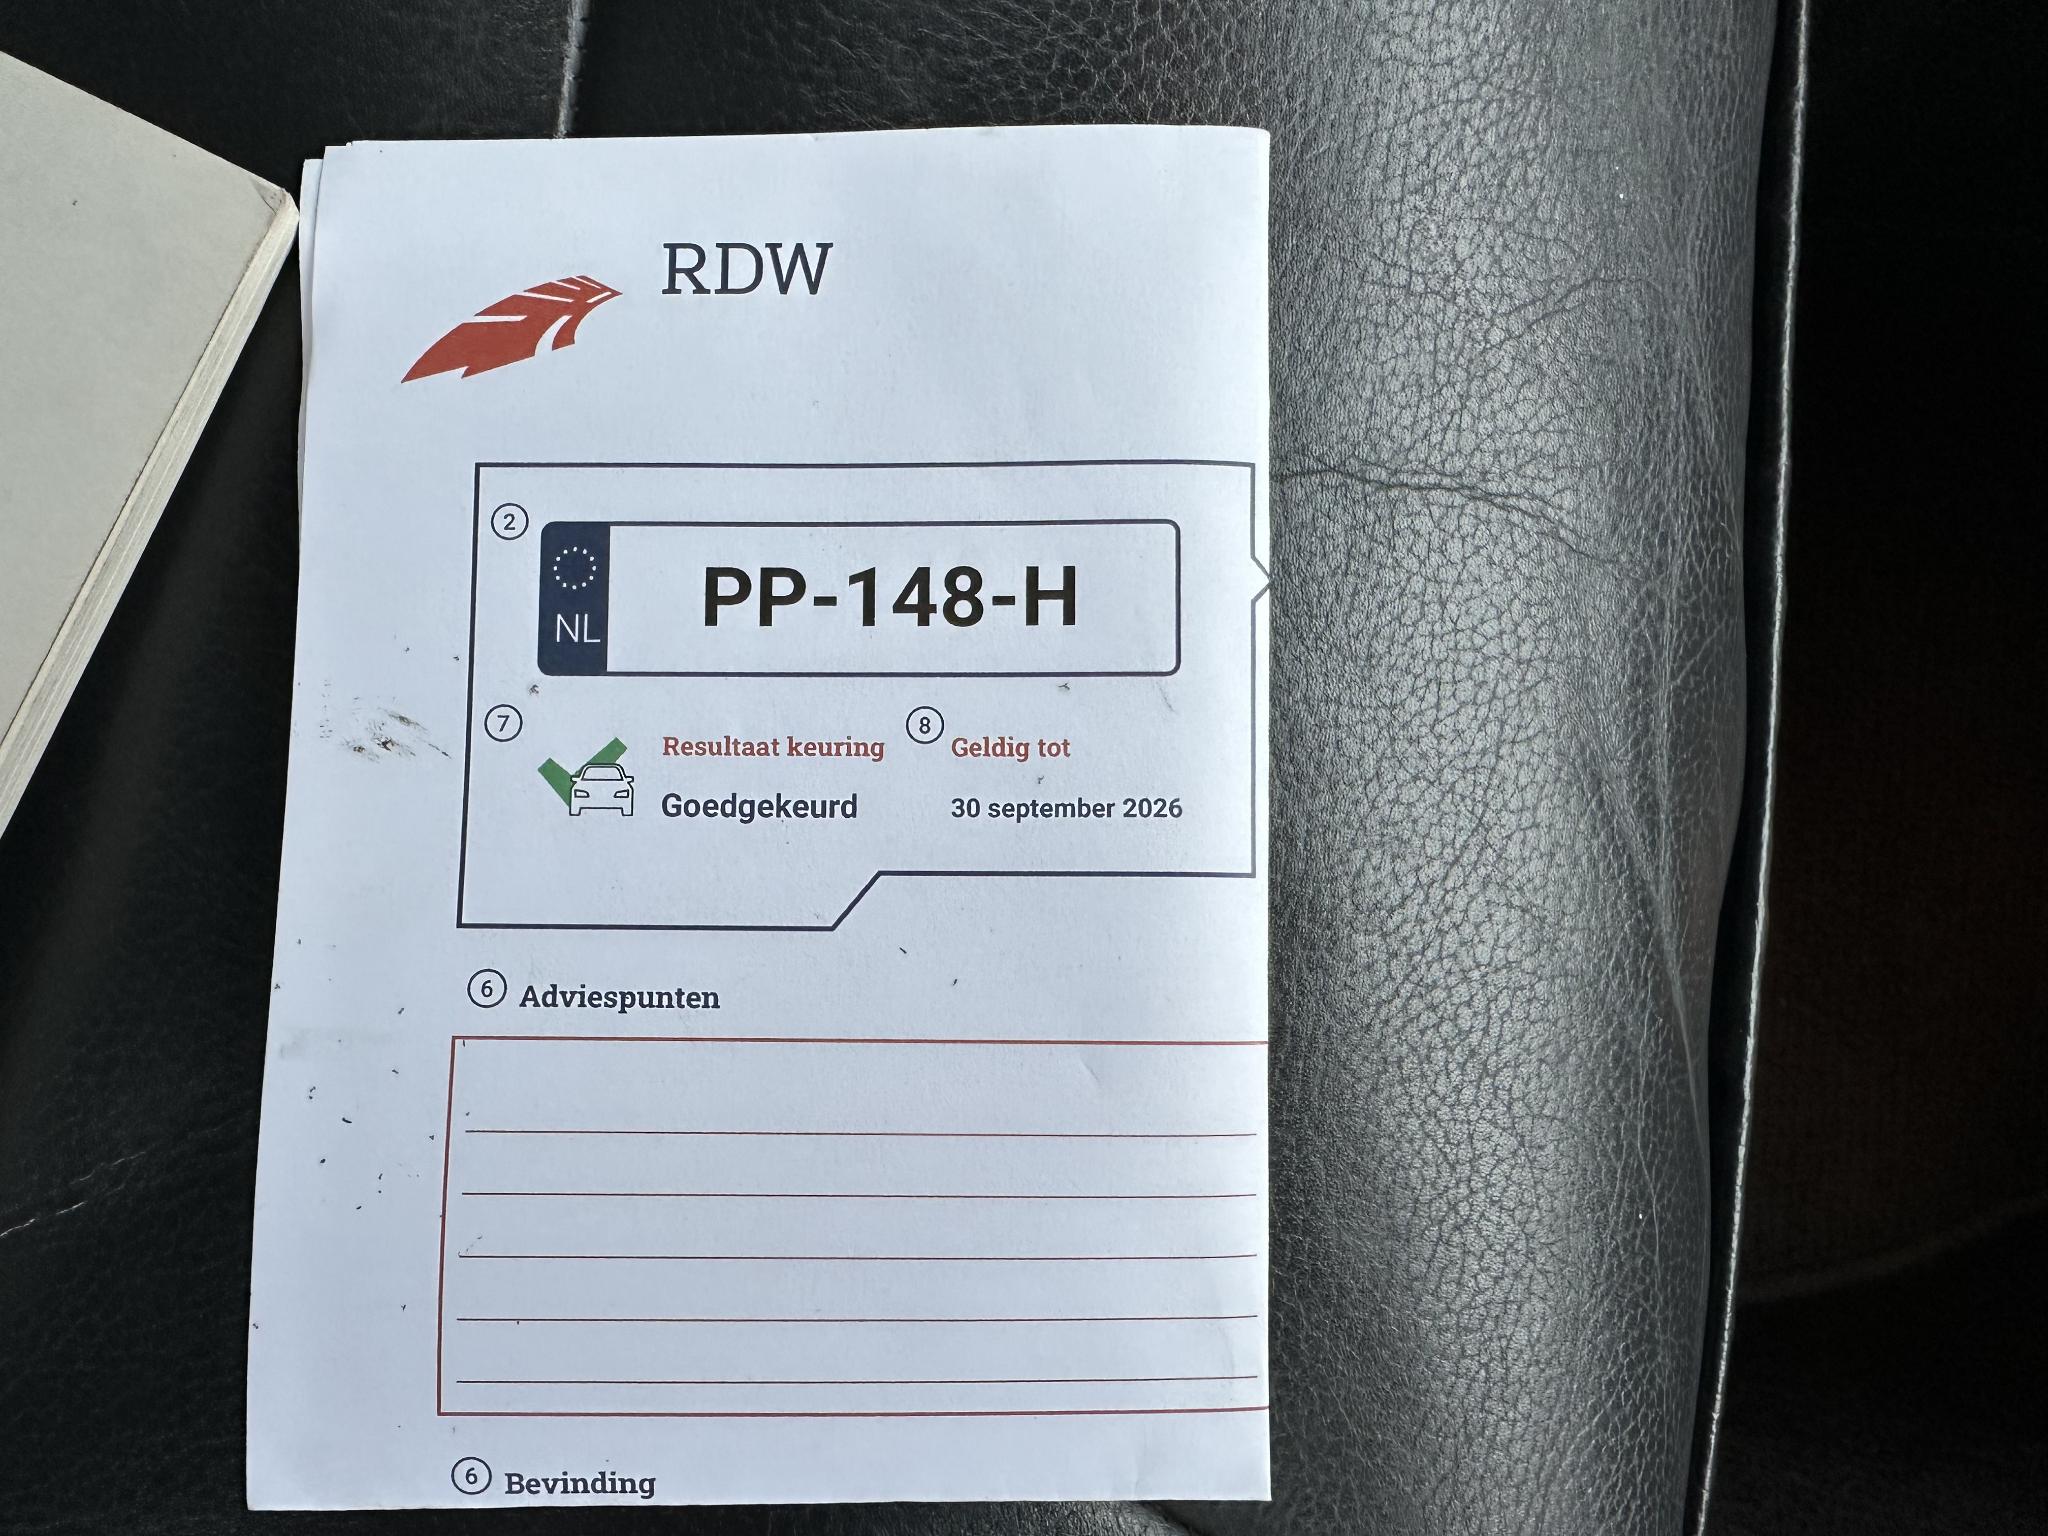 RDW
2
NL
PP-148-H
7
Resultaat keuring
Goedgekeurd
8
Geldig tot
30 september 2026
6 Adviespunten
6 Bevinding